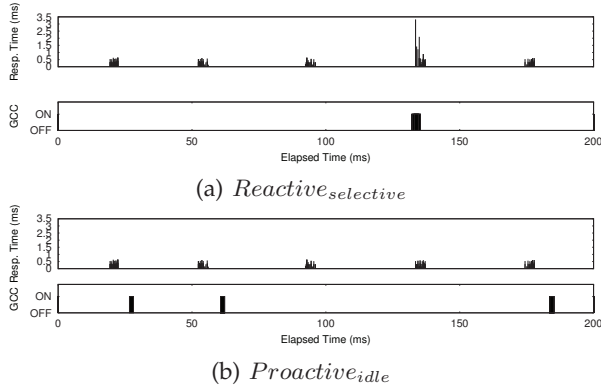 Resp. Time (ms)
3.5
3
2.5
2
1.5
1
0.5
0
GCC
ON
OFF
0
50
100
150
200
Elapsed Time (ms)
(a) Reactive_selective
Resp. Time (ms)
3.5
3
2.5
2
1.5
1
0.5
0
GCC
ON
OFF
0
50
100
150
200
Elapsed Time (ms)
(b) Proactive_idle